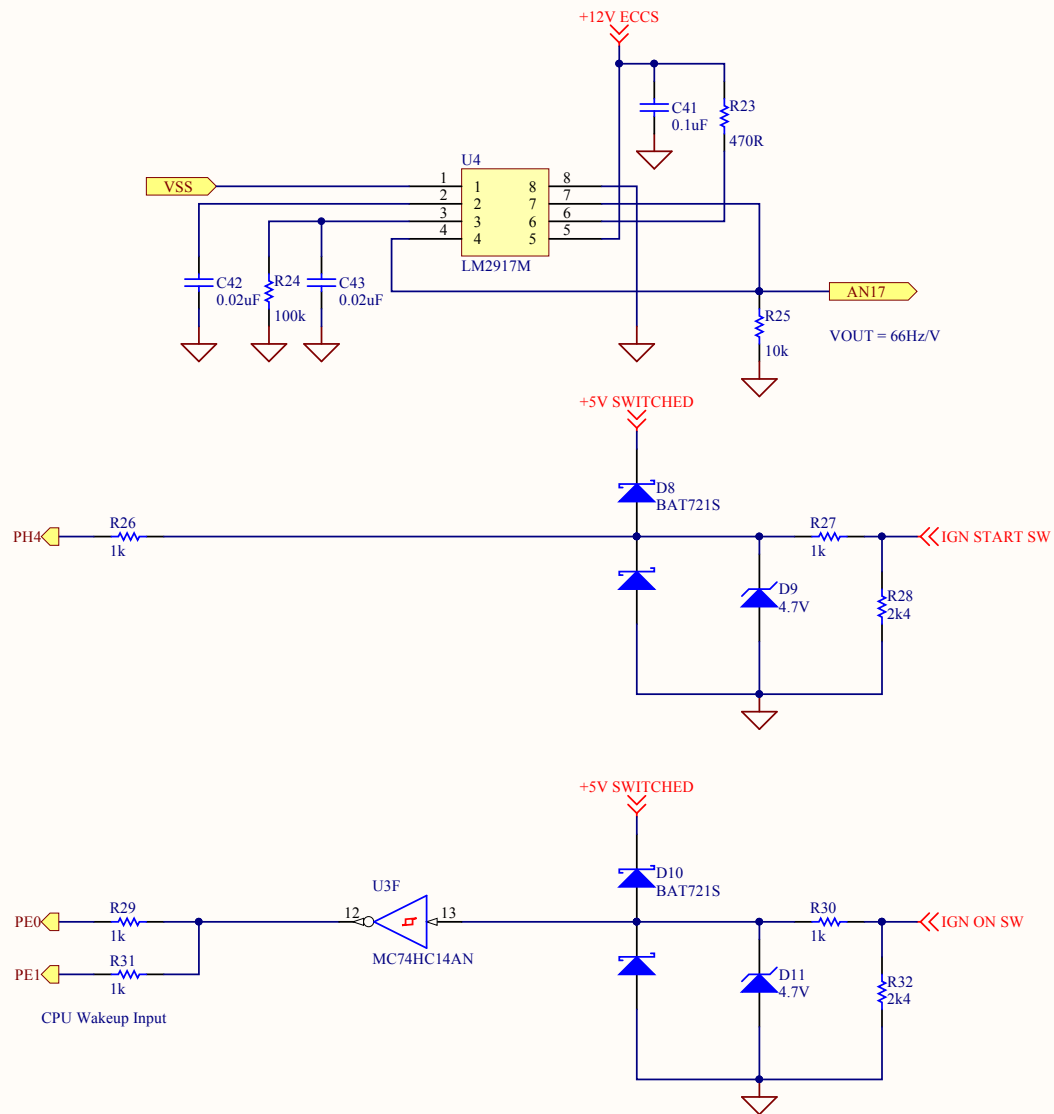 +12V ECCS
C41
0.1uF
R23
470R
U4
VSS
1
2
3
4
1
2
3
4
8
7
6
5
8
7
6
5
LM2917M
C42
0.02uF
R24
100k
C43
0.02uF
AN17
R25
10k
VOUT = 66Hz/V
+5V SWITCHED
D8
BAT721S
PH4
R26
1k
R27
1k
IGN START SW
D9
4.7V
R28
2k4
+5V SWITCHED
D10
BAT721S
U3F
PE0
R29
1k
12
13
R30
1k
IGN ON SW
MC74HC14AN
PE1
R31
1k
D11
4.7V
R32
2k4
CPU Wakeup Input